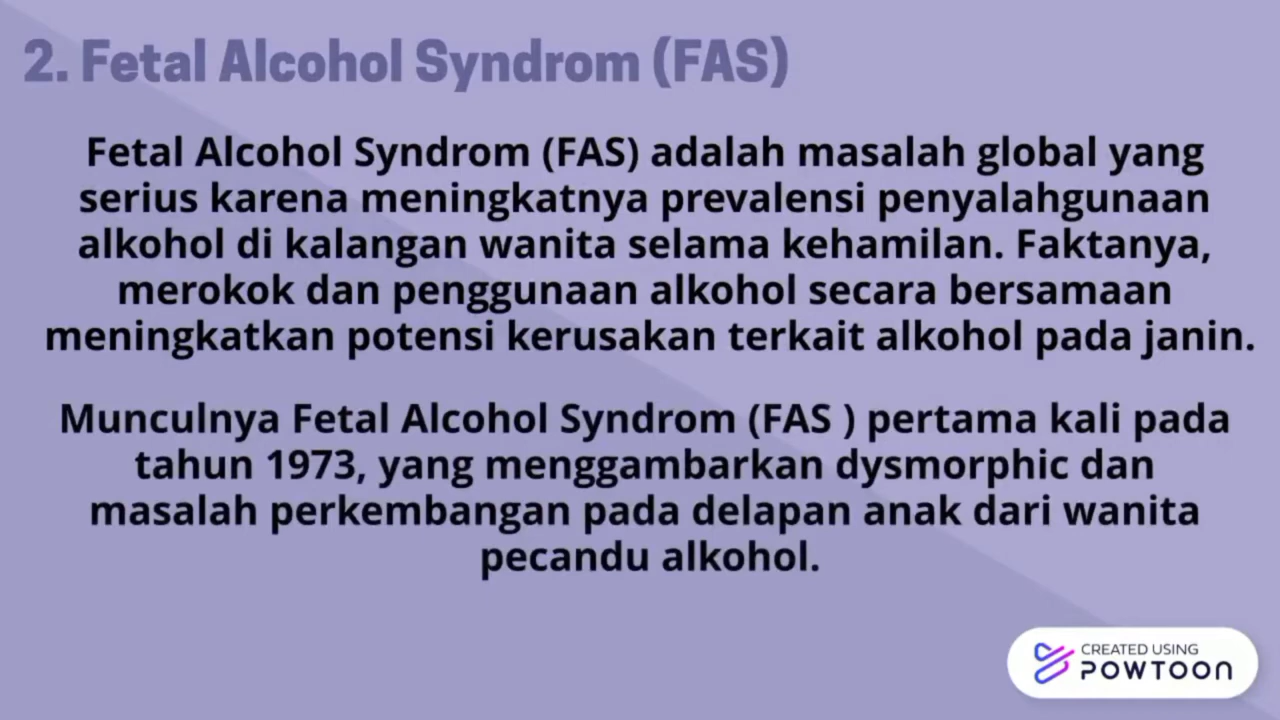 2. Fetal Alcohol Syndrom (FAS)
Fetal Alcohol Syndrom (FAS) adalah masalah global yang
serius karena meningkatnya prevalensi penyalahgunaan
alkohol di kalangan wanita selama kehamilan. Faktanya,
merokok dan penggunaan alkohol secara bersamaan
meningkatkan potensi kerusakan terkait alkohol pada janin.
Munculnya Fetal Alcohol Syndrom (FAS ) pertama kali pada
tahun 1973, yang menggambarkan dysmorphic dan
masalah perkembangan pada delapan anak dari wanita
pecandu alkohol.
CREATED USING
POWTOON